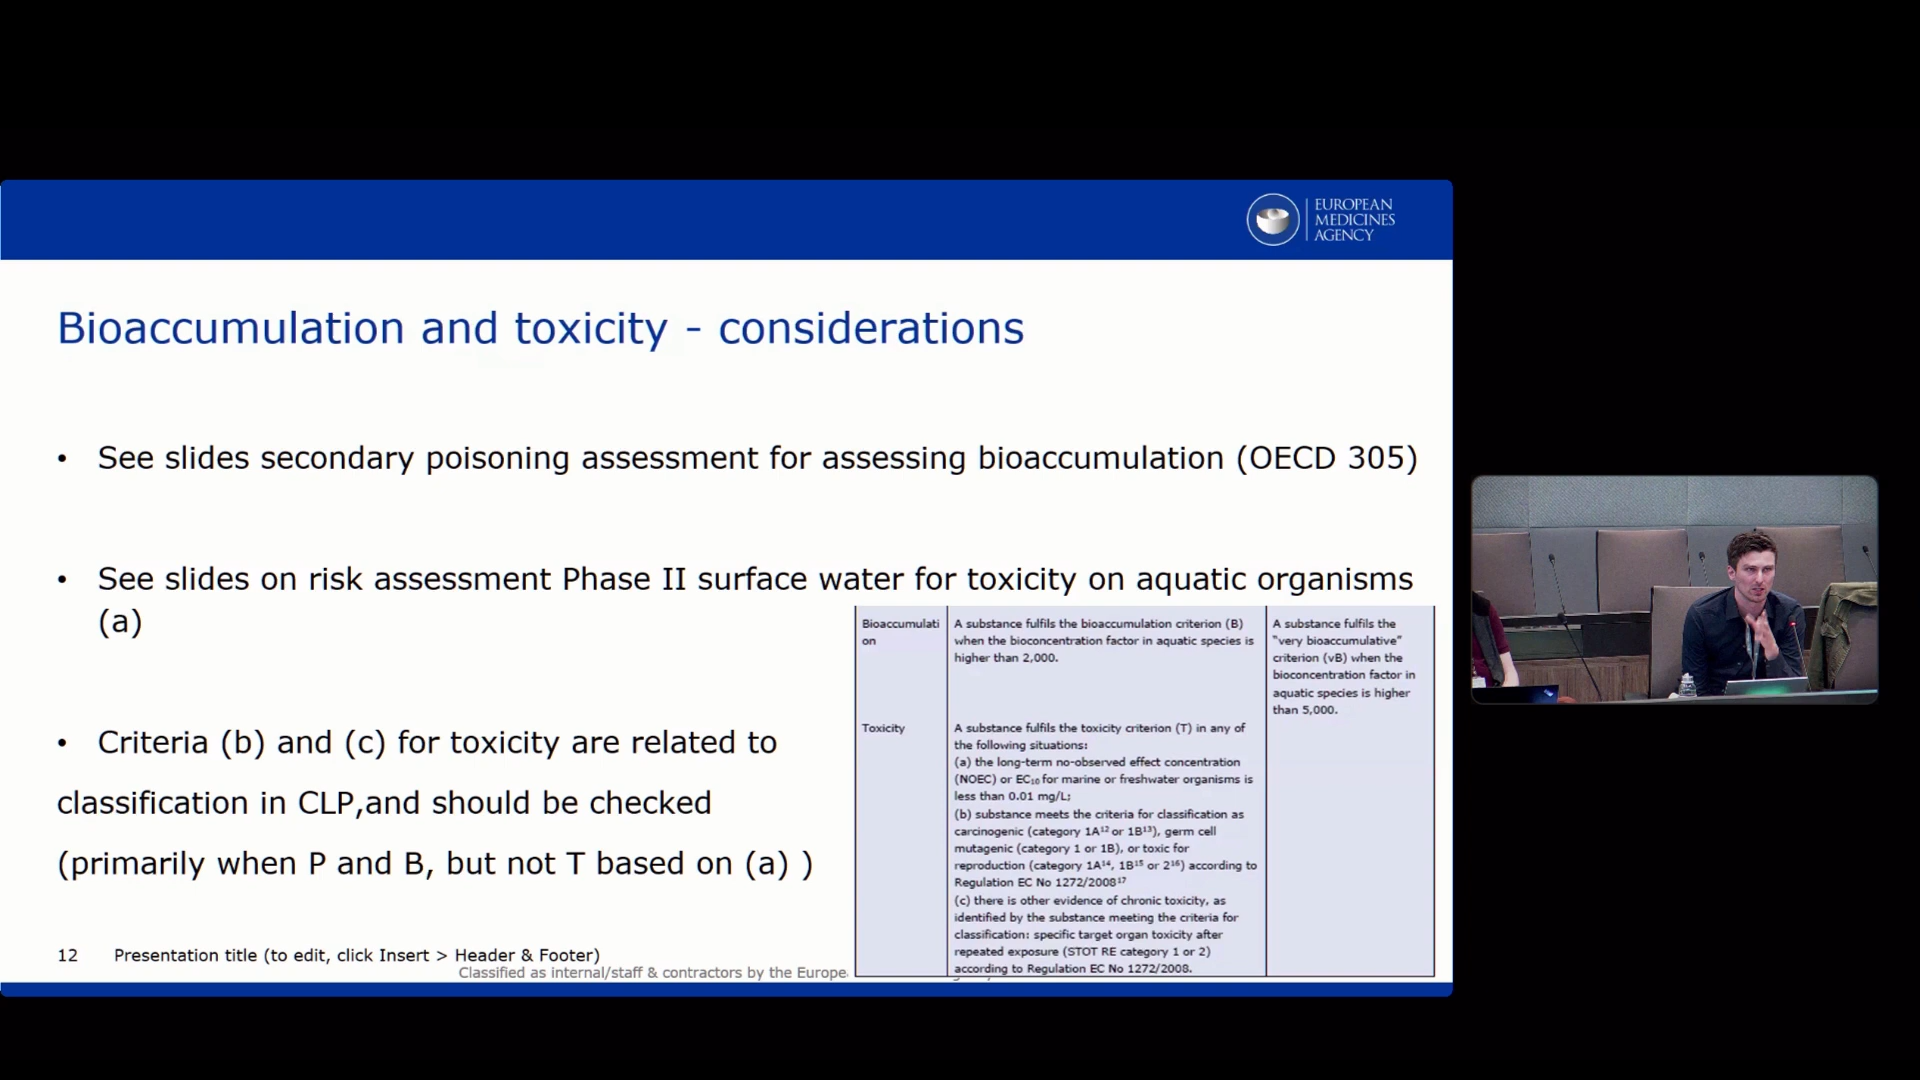 EUROPEAN
MEDICINES
AGENCY
Bioaccumulation and toxicity - considerations
• See slides secondary poisoning assessment for assessing bioaccumulation (OECD 305)
• See slides on risk assessment Phase II surface water for toxicity on aquatic organisms
(a)
• Criteria (b) and (c) for toxicity are related to
classification in CLP,and should be checked
(primarily when P and B, but not T based on (a) )
Bioaccumulati
on
A substance fulfils the bioaccumulation criterion (B)
when the bioconcentration factor in aquatic species is
higher than 2,000.
A substance fulfils the
"very bioaccumulative"
criterion (vB) when the
bioconcentration factor in
aquatic species is higher
than 5,000.
Toxicity
A substance fulfils the toxicity criterion (T) in any of
the following situations:
(a) the long-term no-observed effect concentration
(NOEC) or EC₁₀ for marine or freshwater organisms is
less than 0.01 mg/L;
(b) substance meets the criteria for classification as
carcinogenic (category 1A¹² or 1B¹³), germ cell
mutagenic (category 1 or 1B), or toxic for
reproduction (category 1A¹⁴, 1B¹⁵ or 2¹⁶) according to
Regulation EC No 1272/2008¹⁷
(c) there is other evidence of chronic toxicity, as
identified by the substance meeting the criteria for
classification: specific target organ toxicity after
repeated exposure (STOT RE category 1 or 2)
according to Regulation EC No 1272/2008.
12 Presentation title (to edit, click Insert > Header & Footer)
Classified as internal/staff & contractors by the Europe